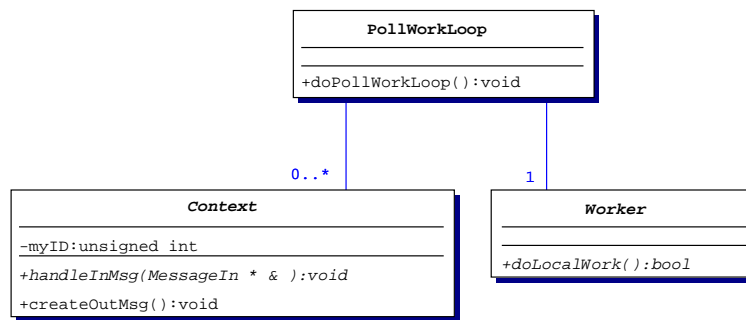 PollWorkLoop
+doPollWorkLoop():void
0..*
1
Context
Worker
-myID:unsigned int
+handleInMsg(MessageIn * & ):void
+doLocalWork():bool
+createOutMsg():void